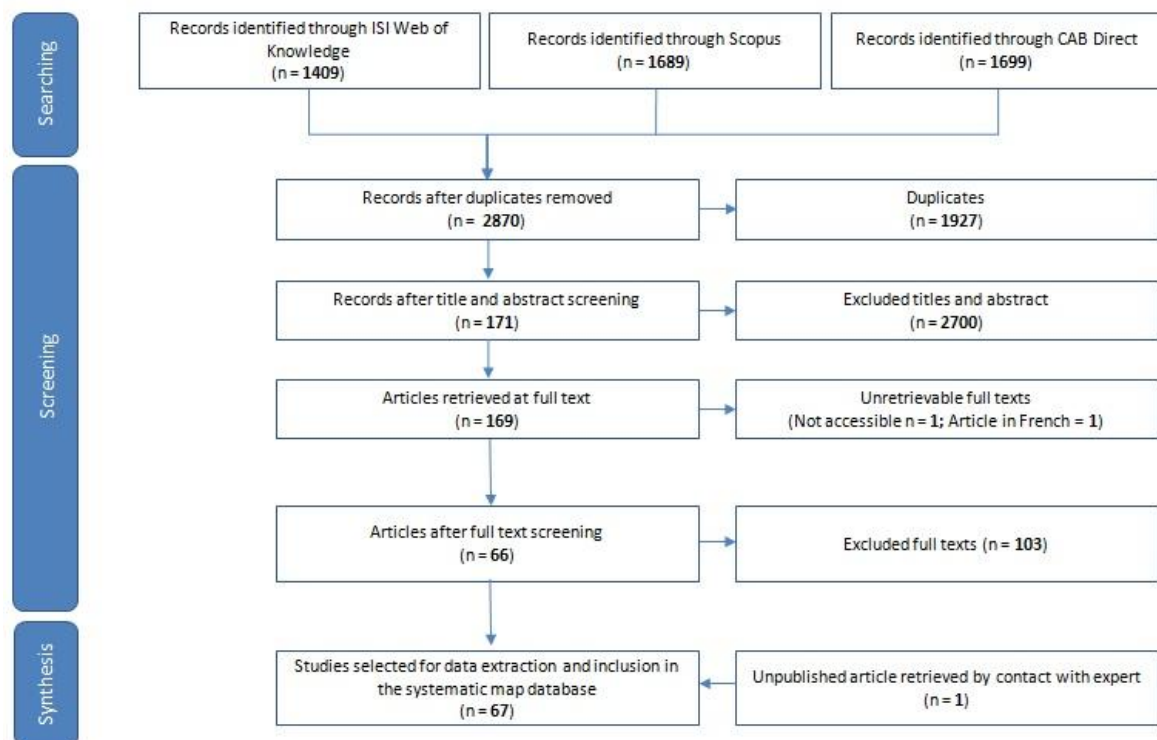 Searching
Records identified through ISI Web of
Knowledge
(n = 1409)
Records identified through Scopus
(n = 1689)
Records identified through CAB Direct
(n = 1699)
Screening
Records after duplicates removed
(n = 2870)
Duplicates
(n = 1927)
Records after title and abstract screening
(n = 171)
Excluded titles and abstract
(n = 2700)
Articles retrieved at full text
(n = 169)
Unretrievable full texts
(Not accessible n = 1; Article in French = 1)
Articles after full text screening
(n = 66)
Excluded full texts (n = 103)
Synthesis
Studies selected for data extraction and inclusion in
the systematic map database
(n = 67)
Unpublished article retrieved by contact with expert
(n = 1)